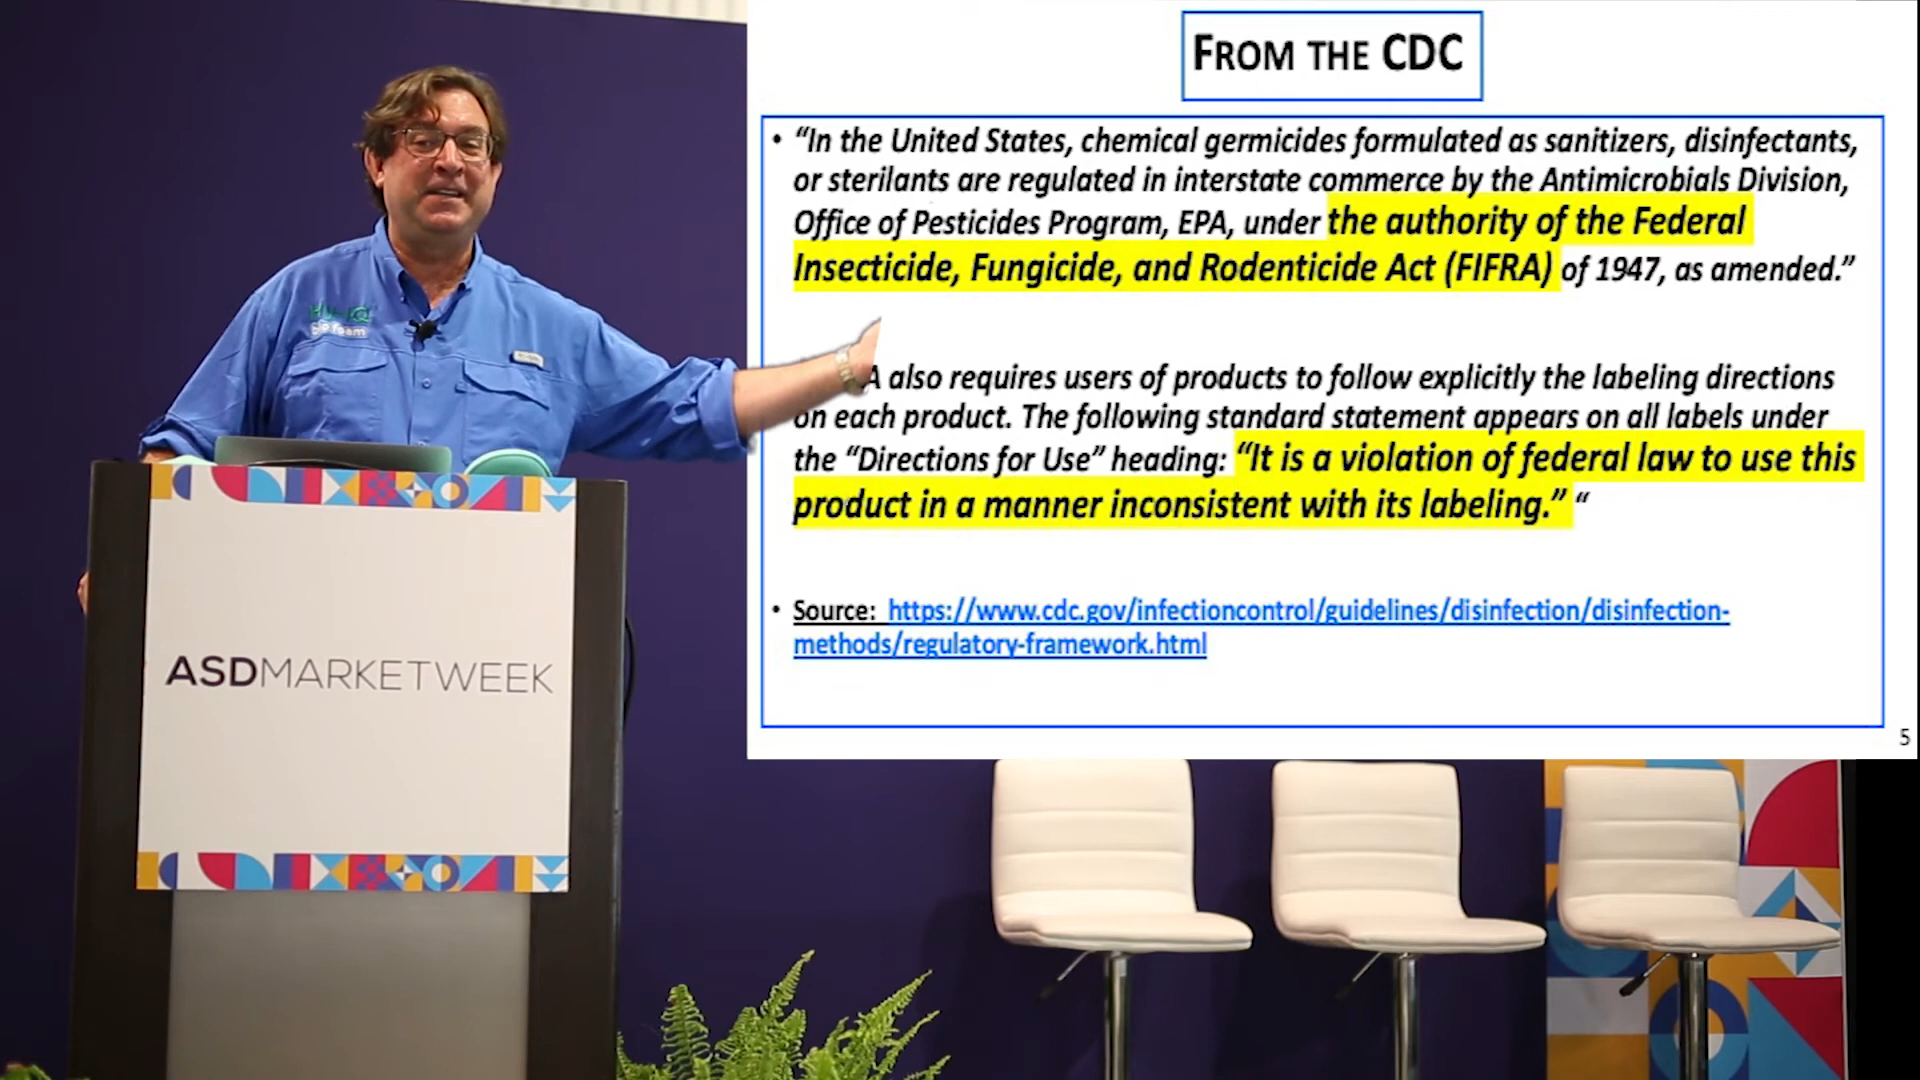 FROM THE CDC
• “In the United States, chemical germicides formulated as sanitizers, disinfectants,
or sterilants are regulated in interstate commerce by the Antimicrobials Division,
Office of Pesticides Program, EPA, under the authority of the Federal
Insecticide, Fungicide, and Rodenticide Act (FIFRA) of 1947, as amended.”
A also requires users of products to follow explicitly the labeling directions
on each product. The following standard statement appears on all labels under
the “Directions for Use” heading: “It is a violation of federal law to use this
product in a manner inconsistent with its labeling.” “
• Source: https://www.cdc.gov/infectioncontrol/guidelines/disinfection/disinfection-
methods/regulatory-framework.html
5
foam
ASDMARKETWEEK